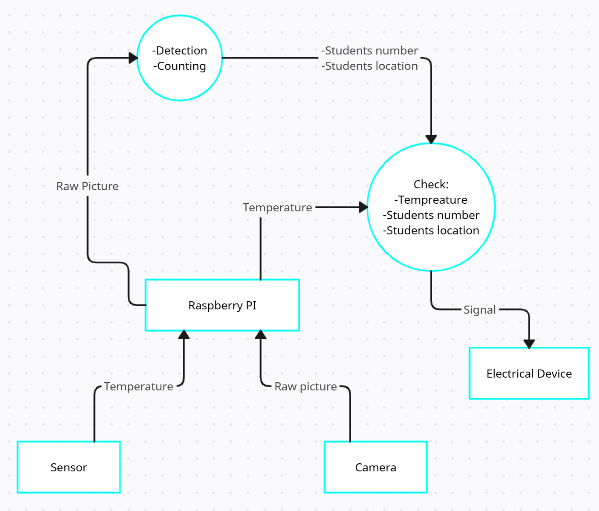 -Detection
-Counting
-Students number
-Students location
Raw Picture
Check:
-Tempreature
-Students number
-Students location
Temperature
Raspberry PI
Signal
Electrical Device
Temperature
Raw picture
Sensor
Camera